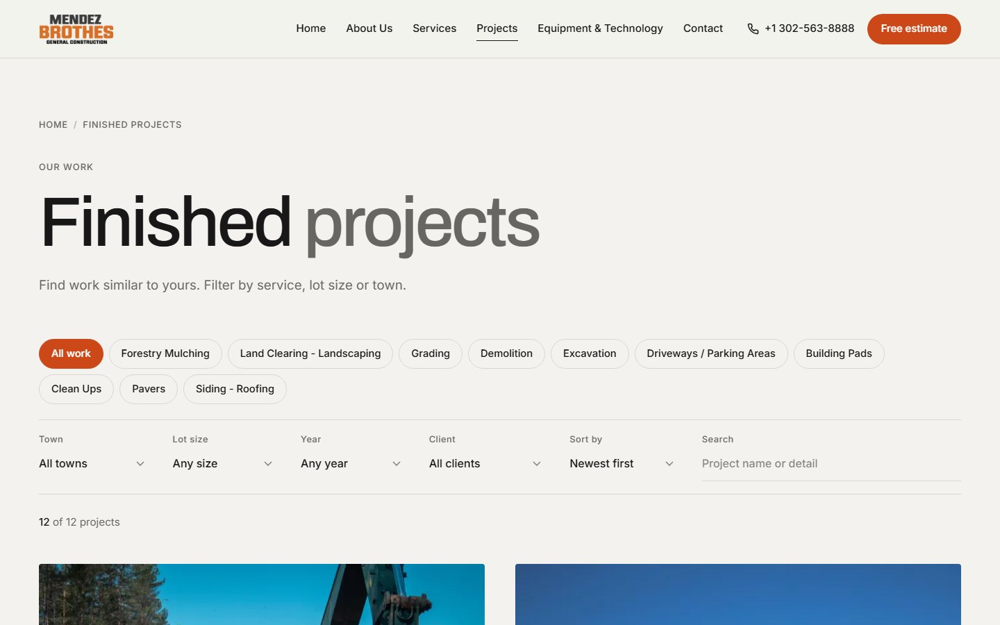 MENDEZ
BROTHES
GENERAL CONSTRUCTION
Home About Us Services Projects Equipment & Technology Contact +1 302-563-8888 Free estimate
HOME / FINISHED PROJECTS
OUR WORK
Finished projects
Find work similar to yours. Filter by service, lot size or town.
All work Forestry Mulching Land Clearing - Landscaping Grading Demolition Excavation Driveways / Parking Areas Building Pads
Clean Ups Pavers Siding - Roofing
Town Lot size Year Client Sort by Search
All towns Any size Any year All clients Newest first Project name or detail
12 of 12 projects